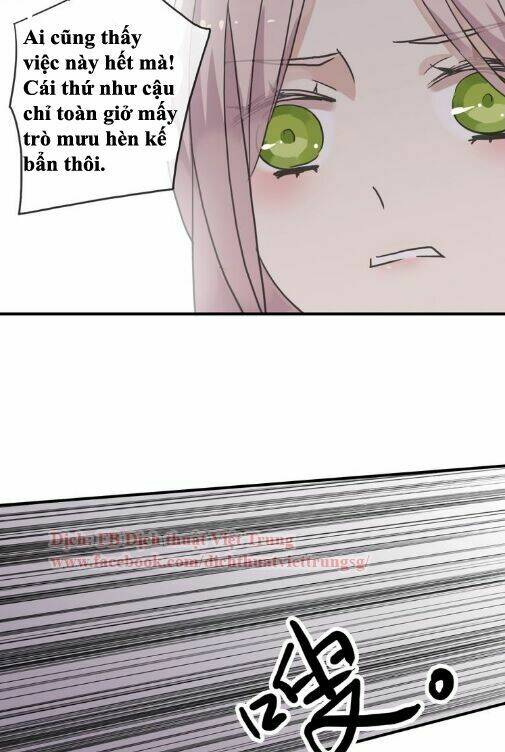 Ai cũng thấy
việc này hết mà!
Cái thứ như cậu
chỉ toàn giở mấy
trò mưu hèn kế
bẩn thôi.
Dịch: FB Dịch thuật Việt Trung
www.facebook.com/dichthuatviettrungsg/
嗖。